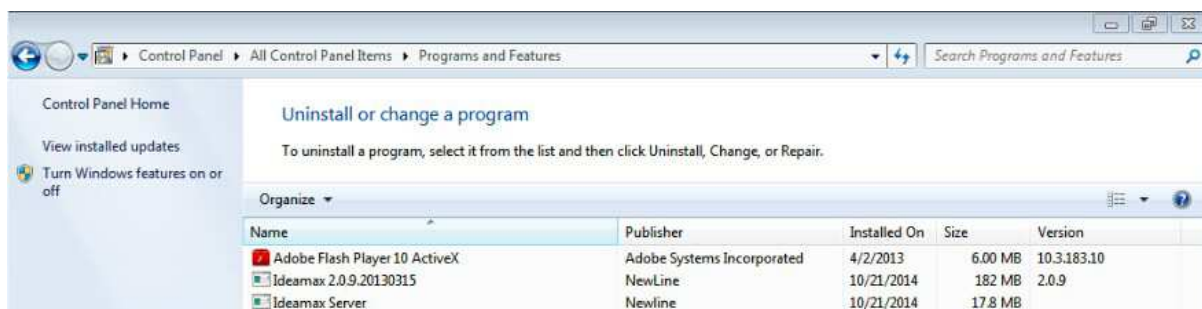 Control Panel ▸ All Control Panel Items ▸ Programs and Features
Search Programs and Features
Control Panel Home
View installed updates
Turn Windows features on or
off
Uninstall or change a program
To uninstall a program, select it from the list and then click Uninstall, Change, or Repair.
Organize
Name Publisher Installed On Size Version
Adobe Flash Player 10 ActiveX Adobe Systems Incorporated 4/2/2013 6.00 MB 10.3.183.10
Ideamax 2.0.9.20130315 NewLine 10/21/2014 182 MB 2.0.9
Ideamax Server Newline 10/21/2014 17.8 MB